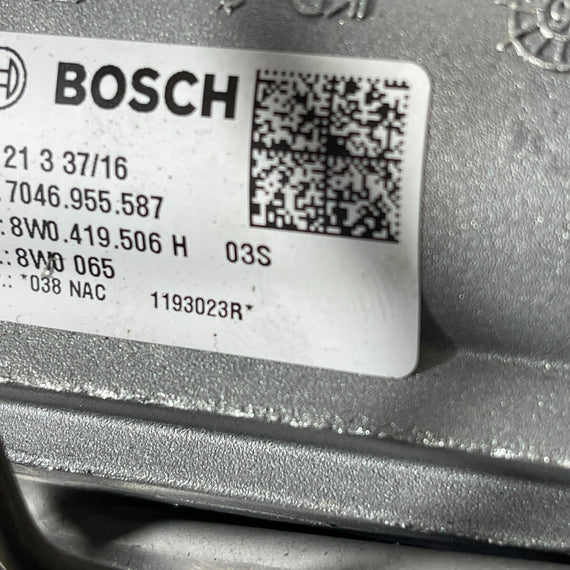 BOSCH
21 3 37/16
7046.955.587
:8W0.419.506 H 03S
.:8W0 065
.: *038 NAC 1193023R*